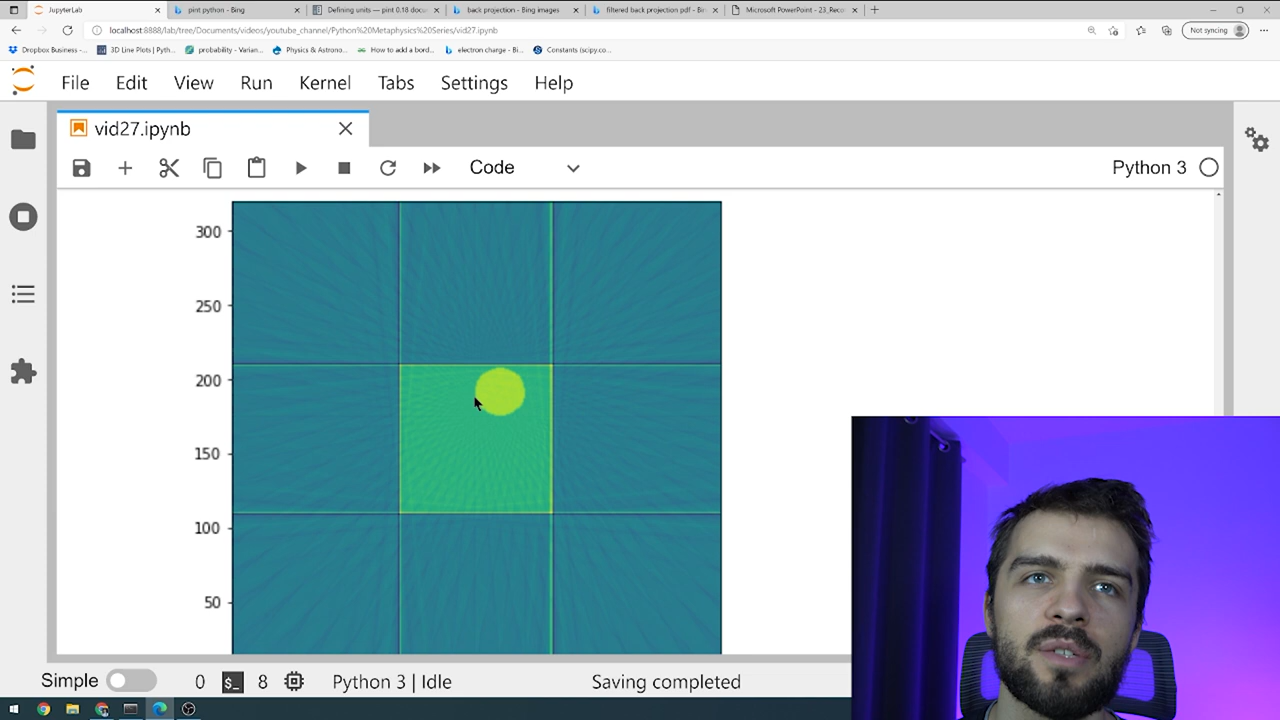 JupyterLab
pint python - Bing
Defining units — pint 0.18 docu
back projection - Bing images
filtered back projection pdf - Bin
Microsoft PowerPoint - 23_Reco
localhost:8888/lab/tree/Documents/videos/youtube_channel/Python%20Metaphysics%20Series/vid27.ipynb
Not syncing
Dropbox Business -...
3D Line Plots | Pyth...
probability - Varian...
Physics & Astrono...
How to add a bord...
electron charge - Bi...
Constants (scipy.co...
File Edit View Run Kernel Tabs Settings Help
vid27.ipynb
Code
Python 3
300
250
200
150
100
50
Simple 0 8 Python 3 | Idle Saving completed